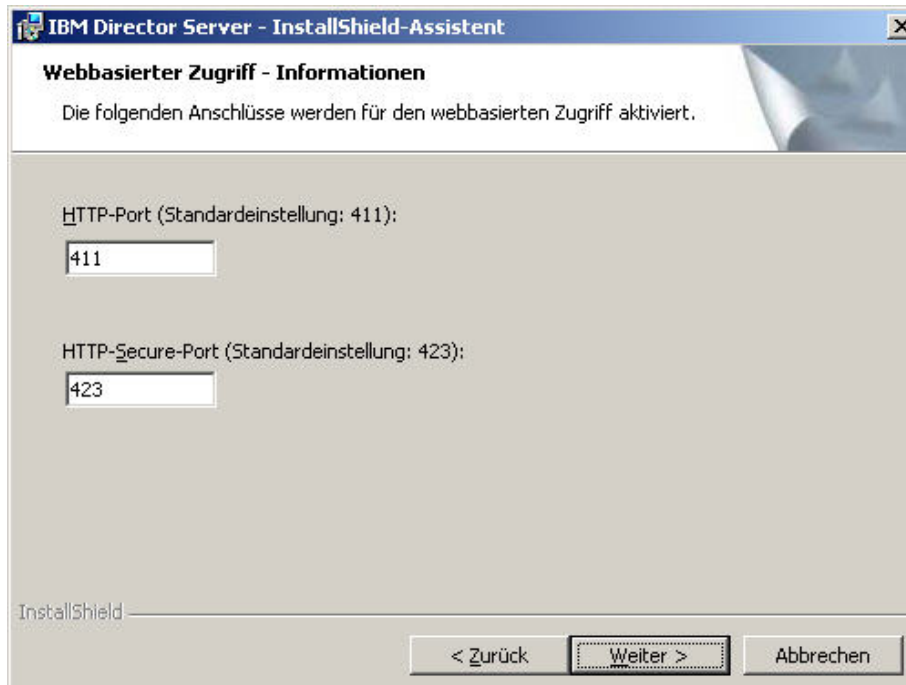 IBM Director Server - InstallShield-Assistent
Webbasierter Zugriff - Informationen
Die folgenden Anschlüsse werden für den webbasierten Zugriff aktiviert.
HTTP-Port (Standardeinstellung: 411):
411
HTTP-Secure-Port (Standardeinstellung: 423):
423
InstallShield
< Zurück
Weiter >
Abbrechen